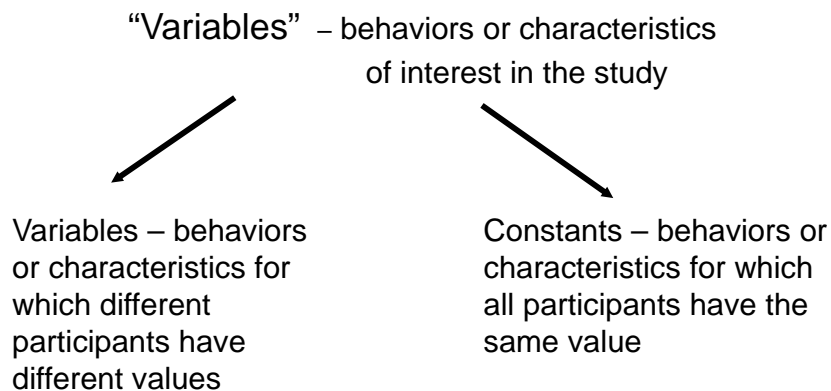 “Variables” – behaviors or characteristics
of interest in the study
Variables – behaviors
or characteristics for
which different
participants have
different values
Constants – behaviors or
characteristics for which
all participants have the
same value